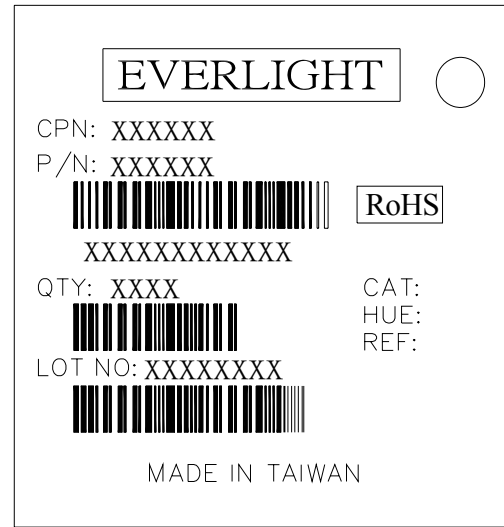 EVERLIGHT
CPN: XXXXXX
P/N: XXXXXX
RoHS
XXXXXXXXXXXX
QTY: XXXX
CAT:
HUE:
REF:
LOT NO: XXXXXXXX
MADE IN TAIWAN